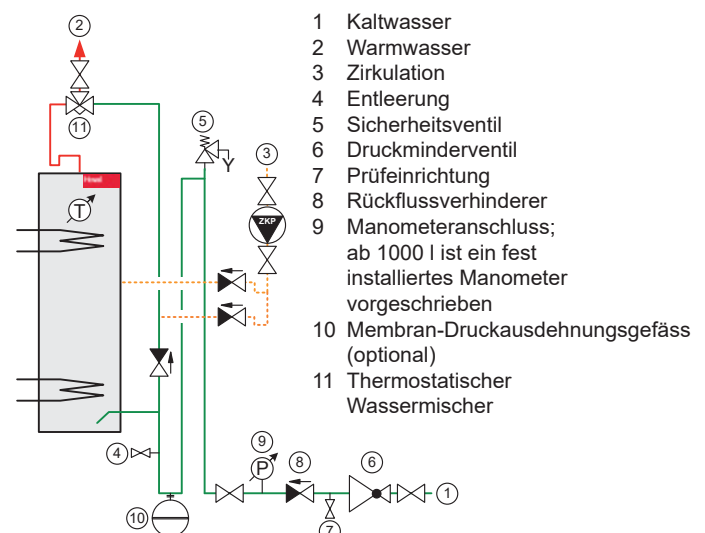 2
11
5
3
ZKP
T
9
P
8
6
1
7
4
10
1 Kaltwasser
2 Warmwasser
3 Zirkulation
4 Entleerung
5 Sicherheitsventil
6 Druckminderventil
7 Prüfeinrichtung
8 Rückflussverhinderer
9 Manometeranschluss;
ab 1000 l ist ein fest
installiertes Manometer
vorgeschrieben
10 Membran-Druckausdehnungsgefäss
(optional)
11 Thermostatischer
Wassermischer